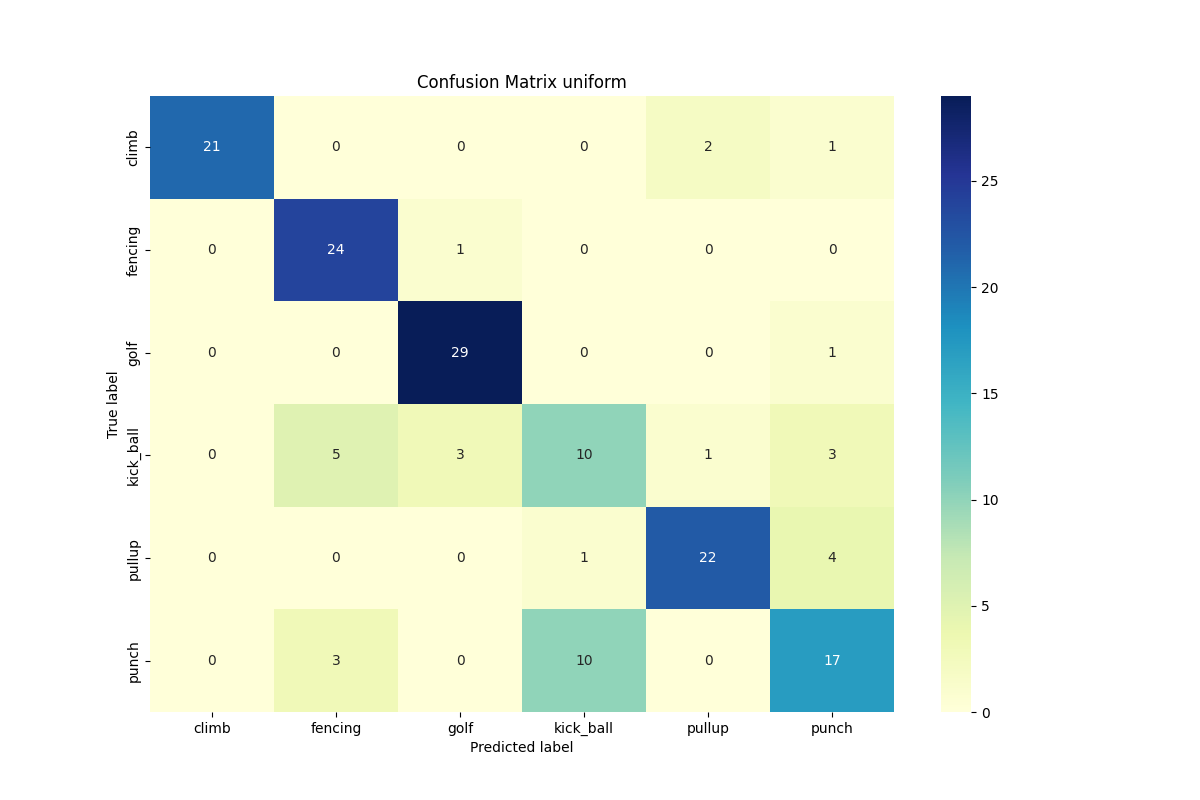 Confusion Matrix uniform
climb 21 0 0 0 2 1
fencing 0 24 1 0 0 0
golf 0 0 29 0 0 1
kick_ball 0 5 3 10 1 3
pullup 0 0 0 1 22 4
punch 0 3 0 10 0 17
climb fencing golf kick_ball pullup punch
Predicted label
True label
25
20
15
10
5
0